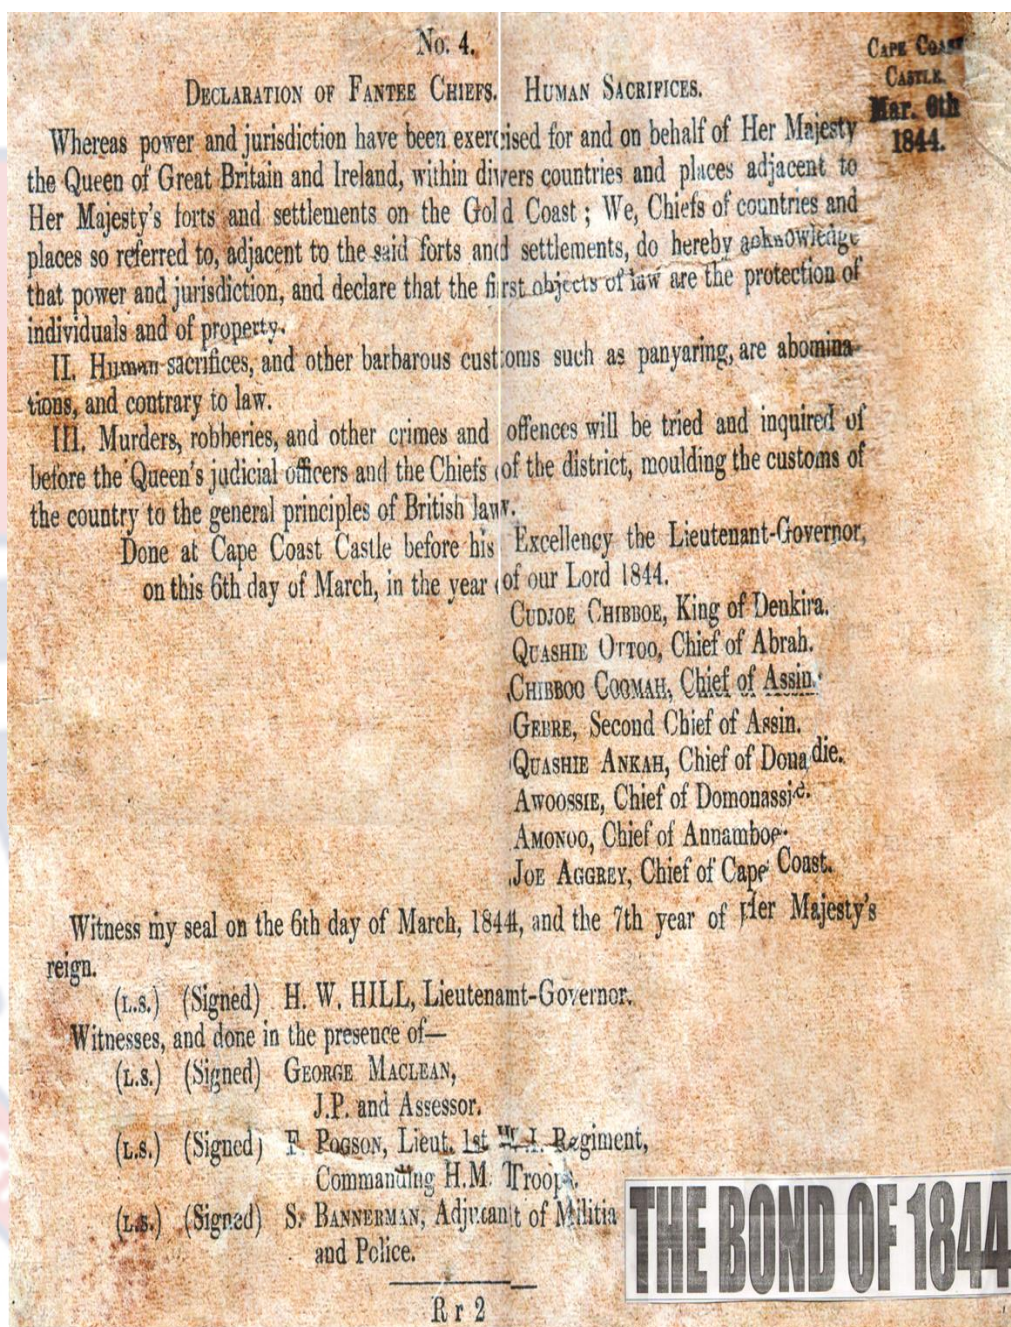 No. 4.
CAPE COAST
CASTLE.
Mar. 6th
1844.
DECLARATION OF FANTEE CHIEFS. HUMAN SACRIFICES.
Whereas power and jurisdiction have been exercised for and on behalf of Her Majesty
the Queen of Great Britain and Ireland, within divers countries and places adjacent to
Her Majesty's forts and settlements on the Gold Coast; We, Chiefs of countries and
places so referred to, adjacent to the said forts and settlements, do hereby acknowledge
that power and jurisdiction, and declare that the first objects of law are the protection of
individuals and of property.
II. Human sacrifices, and other barbarous customs such as panyaring, are abomina-
tions, and contrary to law.
III. Murders, robberies, and other crimes and offences will be tried and inquired of
before the Queen's judicial officers and the Chiefs of the district, moulding the customs of
the country to the general principles of British law.
Done at Cape Coast Castle before his Excellency the Lieutenant-Governor,
on this 6th day of March, in the year of our Lord 1844.
CUDJOE CHIBBOE, King of Denkira.
QUASHIE OTTOO, Chief of Abrah.
CHIBBOO COOMAH, Chief of Assin.
GEBRE, Second Chief of Assin.
QUASHIE ANKAH, Chief of Donadie.
AWOOSSIE, Chief of Domonassie.
AMONOO, Chief of Annamboe.
JOE AGGREY, Chief of Cape Coast.
Witness my seal on the 6th day of March, 1844, and the 7th year of Her Majesty's
reign.
(L.S.) (Signed) H. W. HILL, Lieutenamt-Governor.
Witnesses, and done in the presence of—
(L.S.) (Signed) GEORGE MACLEAN,
J.P. and Assessor.
(L.S.) (Signed) F. POGSON, Lieut. 1st W.I. Regiment,
Commanding H.M. Troops.
(L.S.) (Signed) S. BANNERMAN, Adjutant of Militia
and Police.
THE BOND OF 1844
R r 2